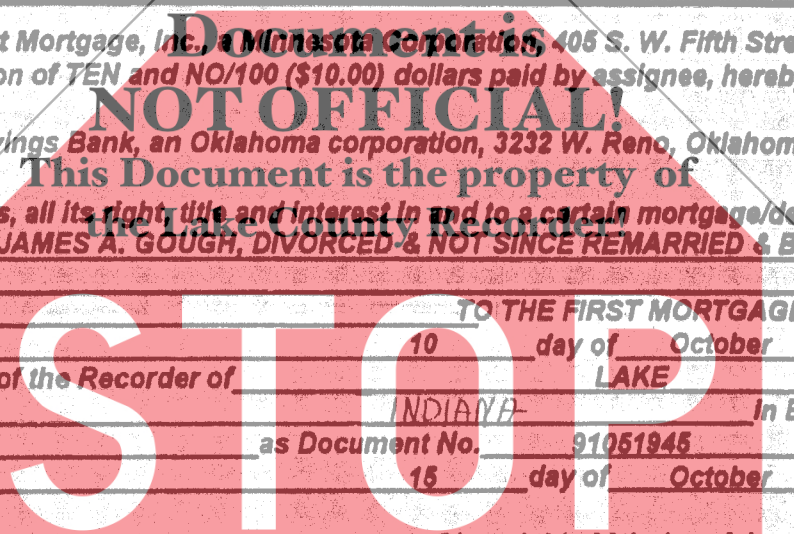 Document is
t Mortgage, Inc., a Minnesota Corporation, 405 S. W. Fifth Stre
on of TEN and NO/100 ($10.00) dollars paid by assignee, hereb
NOT OFFICIAL!
vings Bank, an Oklahoma corporation, 3232 W. Reno, Oklahom
This Document is the property of
s, all its right, title and interest in and to a certain mortgage/de
the Lake County Recorder!
JAMES A. GOUGH, DIVORCED & NOT SINCE REMARRIED & B
TO THE FIRST MORTGAGE
10 day of October
of the Recorder of LAKE
INDIANA in B
as Document No. 91051945
15 day of October
STOP